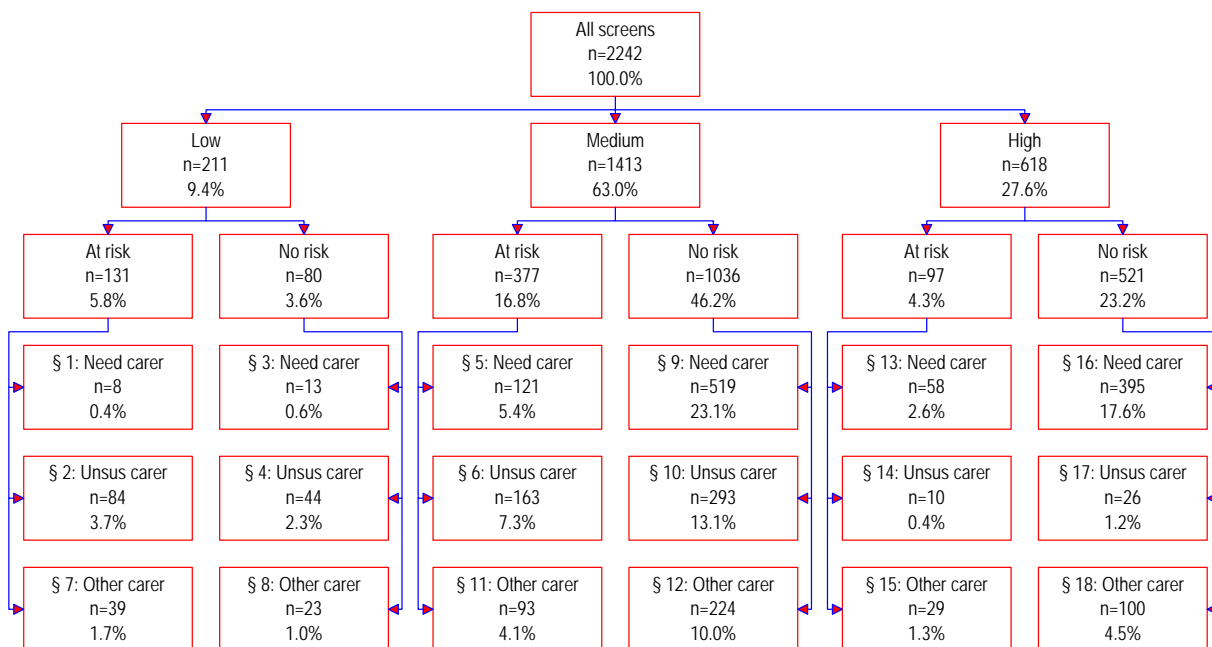 All screens
n=2242
100.0%
Low
n=211
9.4%
Medium
n=1413
63.0%
High
n=618
27.6%
At risk
n=131
5.8%
No risk
n=80
3.6%
At risk
n=377
16.8%
No risk
n=1036
46.2%
At risk
n=97
4.3%
No risk
n=521
23.2%
§ 1: Need carer
n=8
0.4%
§ 3: Need carer
n=13
0.6%
§ 5: Need carer
n=121
5.4%
§ 9: Need carer
n=519
23.1%
§ 13: Need carer
n=58
2.6%
§ 16: Need carer
n=395
17.6%
§ 2: Unsus carer
n=84
3.7%
§ 4: Unsus carer
n=44
2.3%
§ 6: Unsus carer
n=163
7.3%
§ 10: Unsus carer
n=293
13.1%
§ 14: Unsus carer
n=10
0.4%
§ 17: Unsus carer
n=26
1.2%
§ 7: Other carer
n=39
1.7%
§ 8: Other carer
n=23
1.0%
§ 11: Other carer
n=93
4.1%
§ 12: Other carer
n=224
10.0%
§ 15: Other carer
n=29
1.3%
§ 18: Other carer
n=100
4.5%